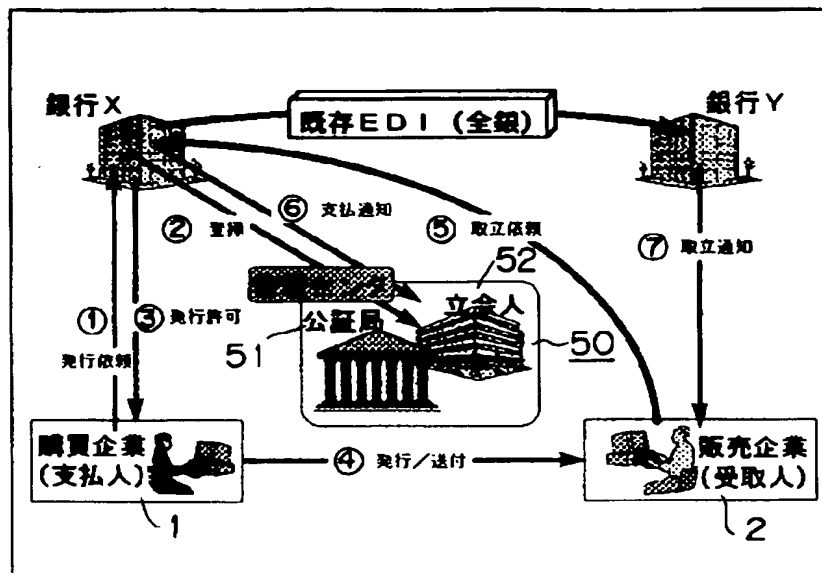 銀行X
既存EDI(全銀)
銀行Y
② 登録
⑥ 支払通知
⑤ 取立依頼
⑦ 取立通知
① 発行依頼
③ 発行許可
52
立会人
公証局
51
50
購買企業
(支払人)
④ 発行/送付
販売企業
(受取人)
1
2